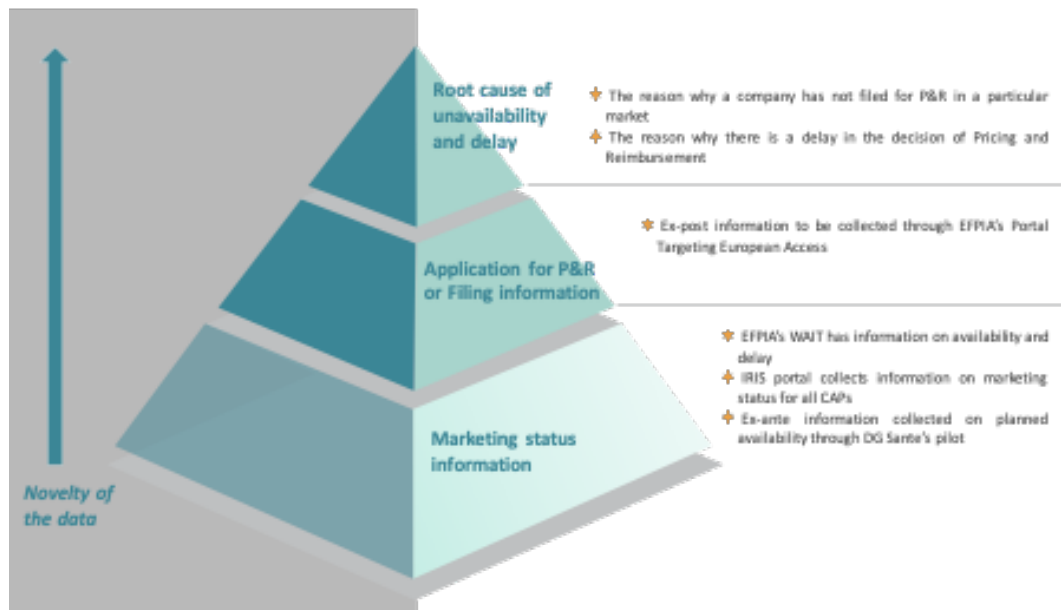 Root cause of
unavailability
and delay
The reason why a company has not filed for P&R in a particular
market
The reason why there is a delay in the decision of Pricing and
Reimbursement
Application for P&R
or Filing information
Ex-post information to be collected through EFPIA's Portal
Targeting European Access
Marketing status
information
EFPIA's WAIT has information on availability and
delay
IRIS portal collects information on marketing
status for all CAPs
Ex-ante information collected on planned
availability through DG Sante's pilot
Novelty of
the data